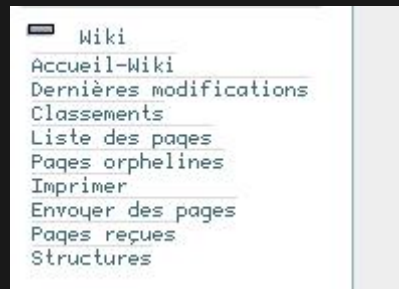 Wiki
Accueil-Wiki
Dernières modifications
Classements
Liste des pages
Pages orphelines
Imprimer
Envoyer des pages
Pages reçues
Structures